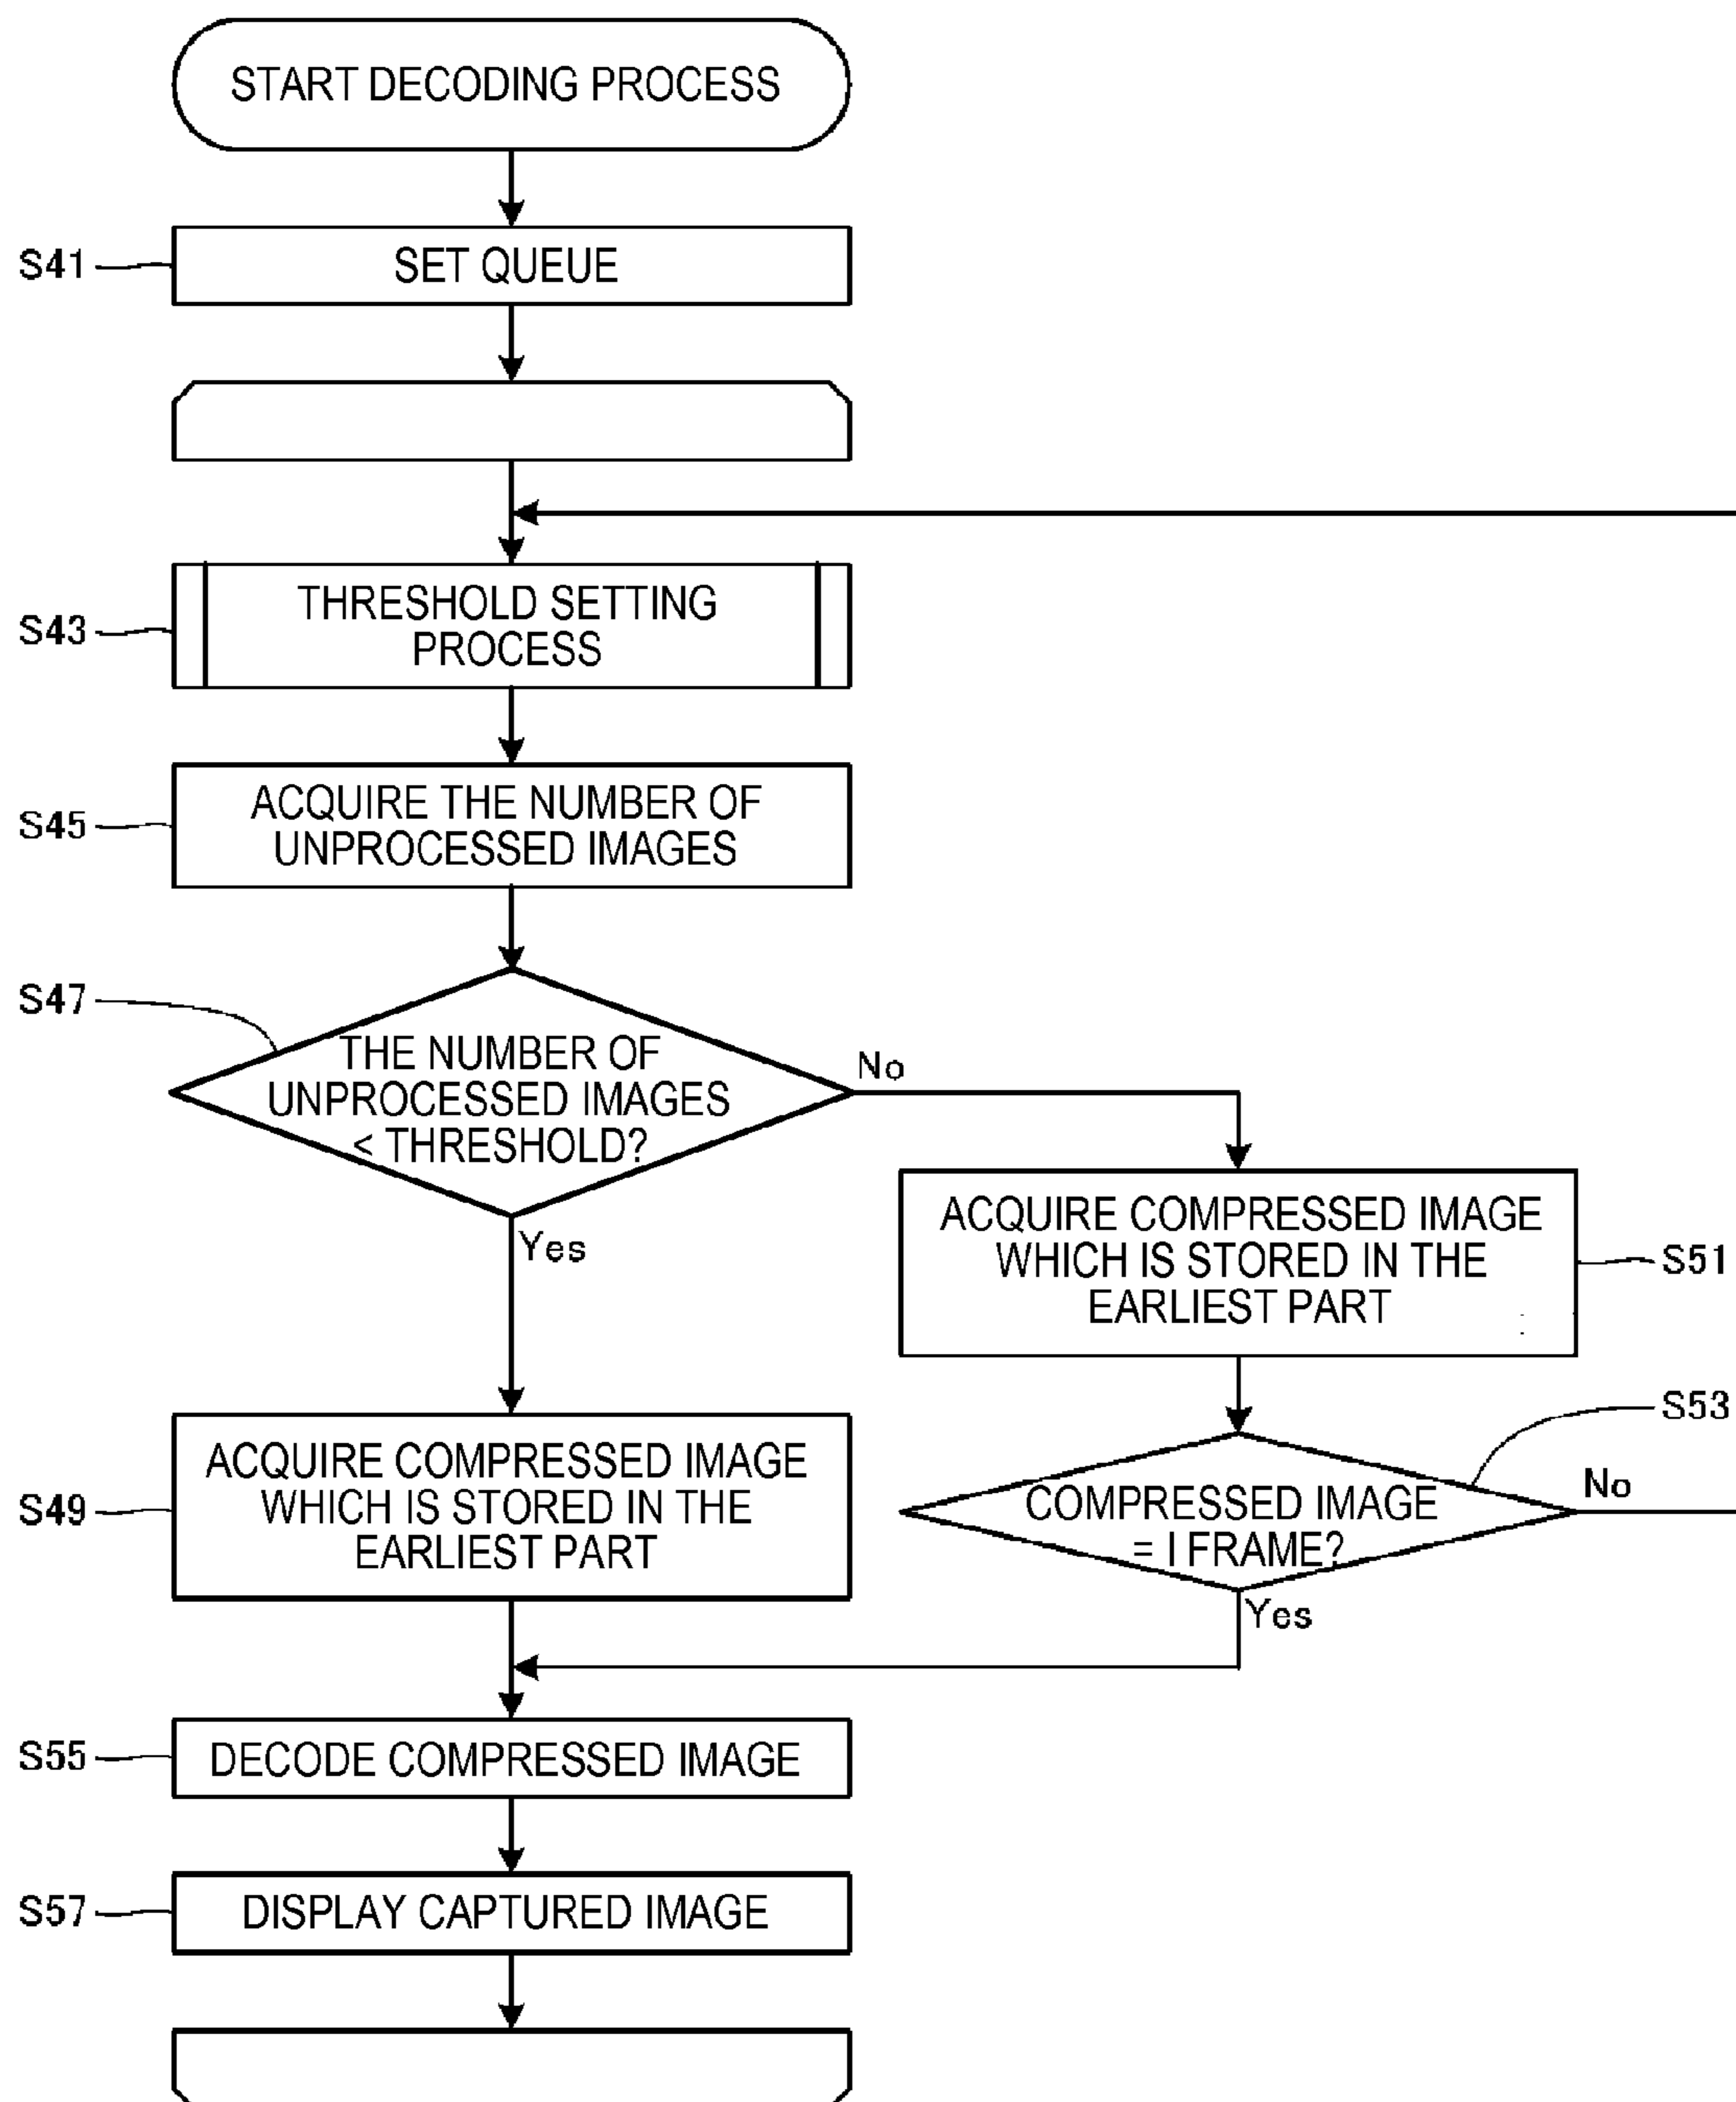 START DECODING PROCESS
S41
SET QUEUE
S43
THRESHOLD SETTING
PROCESS
S45
ACQUIRE THE NUMBER OF
UNPROCESSED IMAGES
S47
THE NUMBER OF
UNPROCESSED IMAGES
< THRESHOLD?
No
Yes
ACQUIRE COMPRESSED IMAGE
WHICH IS STORED IN THE
EARLIEST PART
S51
S49
ACQUIRE COMPRESSED IMAGE
WHICH IS STORED IN THE
EARLIEST PART
S53
COMPRESSED IMAGE
= I FRAME?
No
Yes
S55
DECODE COMPRESSED IMAGE
S57
DISPLAY CAPTURED IMAGE